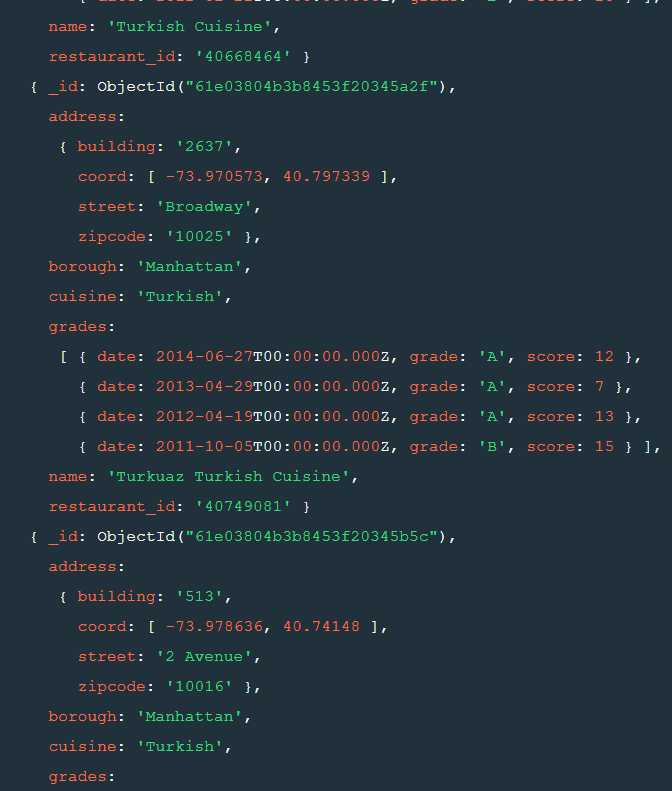 name: 'Turkish Cuisine',
restaurant_id: '40668464' }
{ _id: ObjectId("61e03804b3b8453f20345a2f"),
address:
{ building: '2637',
coord: [ -73.970573, 40.797339 ],
street: 'Broadway',
zipcode: '10025' },
borough: 'Manhattan',
cuisine: 'Turkish',
grades:
[ { date: 2014-06-27T00:00:00.000Z, grade: 'A', score: 12 },
{ date: 2013-04-29T00:00:00.000Z, grade: 'A', score: 7 },
{ date: 2012-04-19T00:00:00.000Z, grade: 'A', score: 13 },
{ date: 2011-10-05T00:00:00.000Z, grade: 'B', score: 15 } ],
name: 'Turkuaz Turkish Cuisine',
restaurant_id: '40749081' }
{ _id: ObjectId("61e03804b3b8453f20345b5c"),
address:
{ building: '513',
coord: [ -73.978636, 40.74148 ],
street: '2 Avenue',
zipcode: '10016' },
borough: 'Manhattan',
cuisine: 'Turkish',
grades: